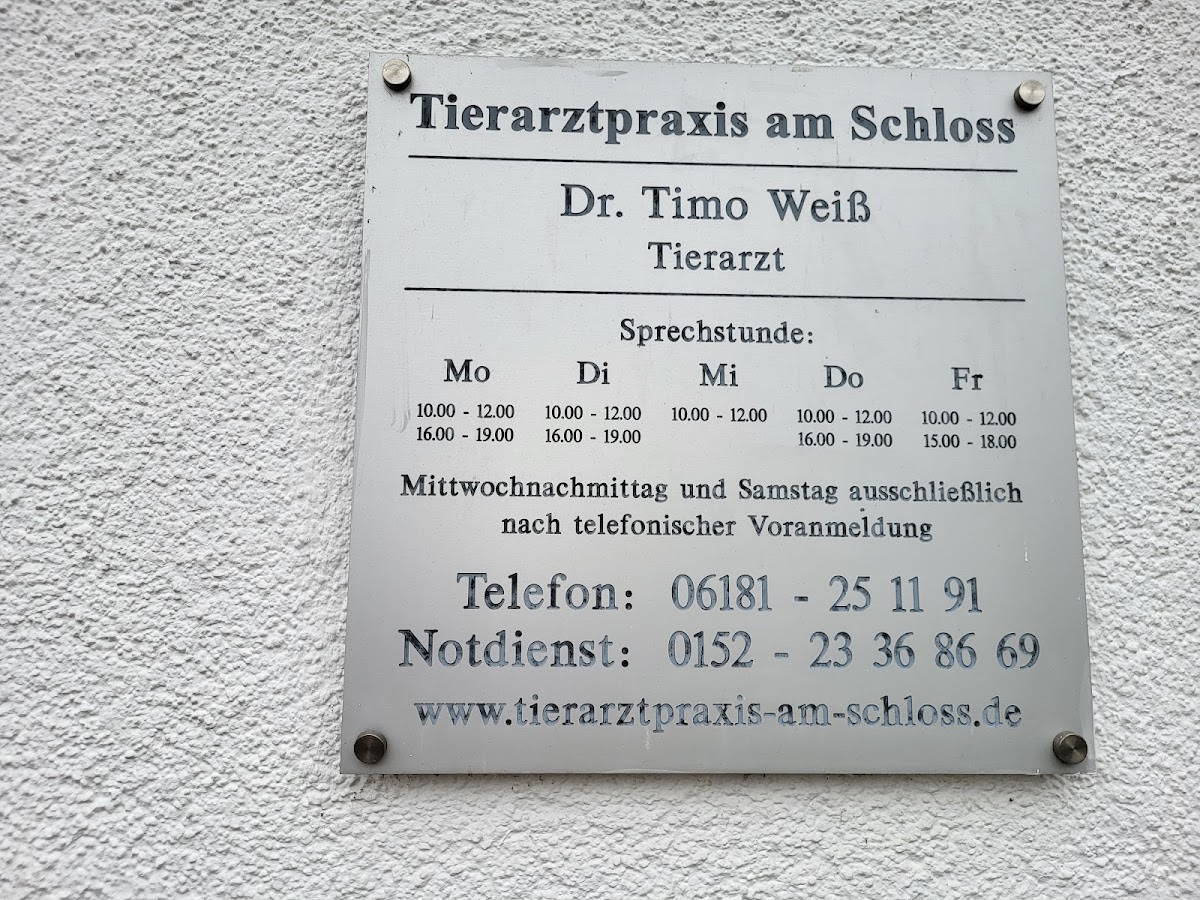 Tierarztpraxis am Schloss
Dr. Timo Weiß
Tierarzt
Sprechstunde:
Mo Di Mi Do Fr
10.00 - 12.00 10.00 - 12.00 10.00 - 12.00 10.00 - 12.00 10.00 - 12.00
16.00 - 19.00 16.00 - 19.00 16.00 - 19.00 15.00 - 18.00
Mittwochnachmittag und Samstag ausschließlich
nach telefonischer Voranmeldung
Telefon: 06181 - 25 11 91
Notdienst: 0152 - 23 36 86 69
www.tierarztpraxis-am-schloss.de